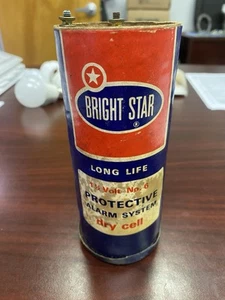 BRIGHT STAR
®
LONG LIFE
1½ Volt No. 6
PROTECTIVE
ALARM SYSTEM
dry cell